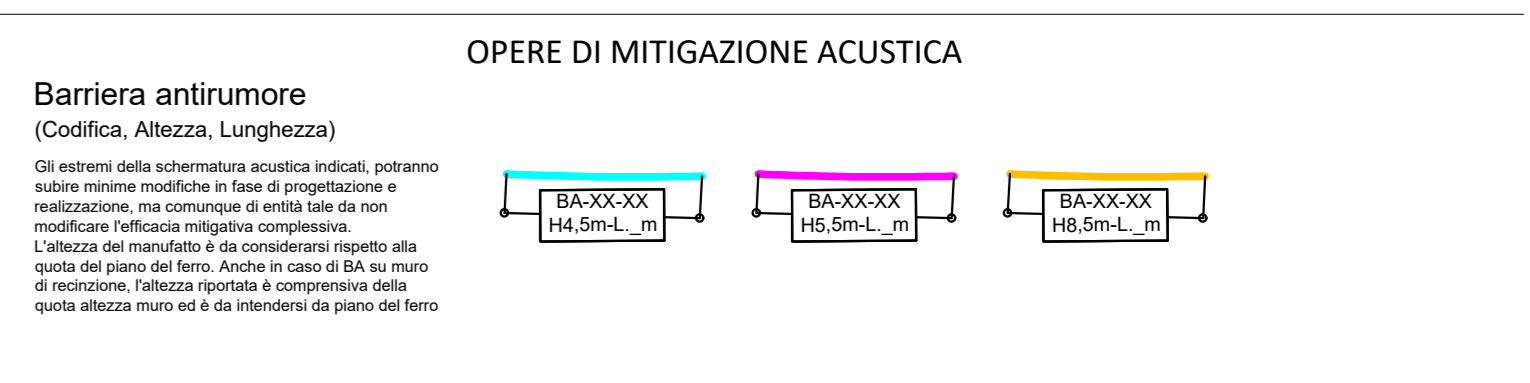 OPERE DI MITIGAZIONE ACUSTICA
Barriera antirumore
(Codifica, Altezza, Lunghezza)
Gli estremi della schermatura acustica indicati, potranno
subire minime modifiche in fase di progettazione e
realizzazione, ma comunque di entità tale da non
modificare l'efficacia mitigativa complessiva.
L'altezza del manufatto è da considerarsi rispetto alla
quota del piano del ferro. Anche in caso di BA su muro
di recinzione, l'altezza riportata è comprensiva della
quota altezza muro ed è da intendersi da piano del ferro
BA-XX-XX
H4,5m-L._m
BA-XX-XX
H5,5m-L._m
BA-XX-XX
H8,5m-L._m